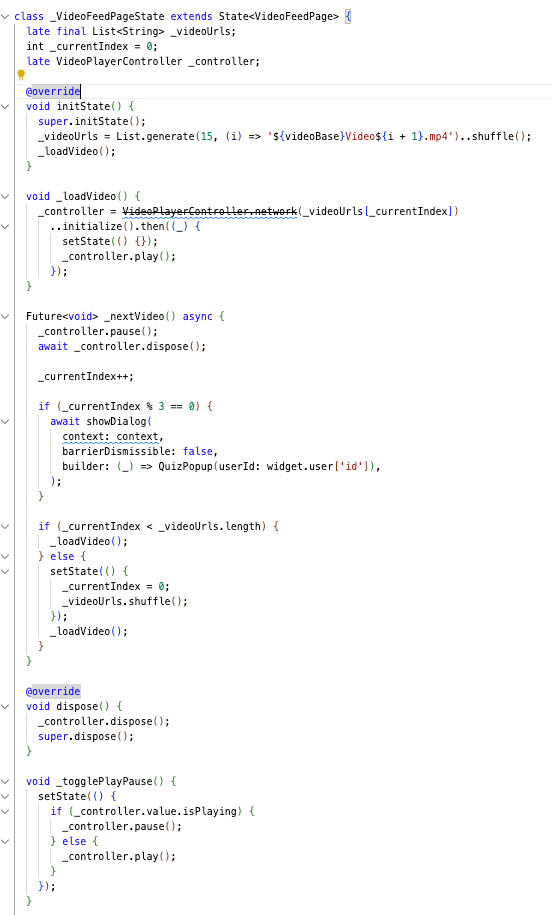 class _VideoFeedPageState extends State<VideoFeedPage> {
  late final List<String> _videoUrls;
  int _currentIndex = 0;
  late VideoPlayerController _controller;

  @override
  void initState() {
    super.initState();
    _videoUrls = List.generate(15, (i) => '${videoBase}Video${i + 1}.mp4')..shuffle();
    _loadVideo();
  }

  void _loadVideo() {
    _controller = VideoPlayerController.network(_videoUrls[_currentIndex])
      ..initialize().then((_) {
        setState(() {});
        _controller.play();
      });
  }

  Future<void> _nextVideo() async {
    _controller.pause();
    await _controller.dispose();

    _currentIndex++;

    if (_currentIndex % 3 == 0) {
      await showDialog(
        context: context,
        barrierDismissible: false,
        builder: (_) => QuizPopup(userId: widget.user['id']),
      );
    }

    if (_currentIndex < _videoUrls.length) {
      _loadVideo();
    } else {
      setState(() {
        _currentIndex = 0;
        _videoUrls.shuffle();
      });
      _loadVideo();
    }
  }

  @override
  void dispose() {
    _controller.dispose();
    super.dispose();
  }

  void _togglePlayPause() {
    setState(() {
      if (_controller.value.isPlaying) {
        _controller.pause();
      } else {
        _controller.play();
      }
    });
  }